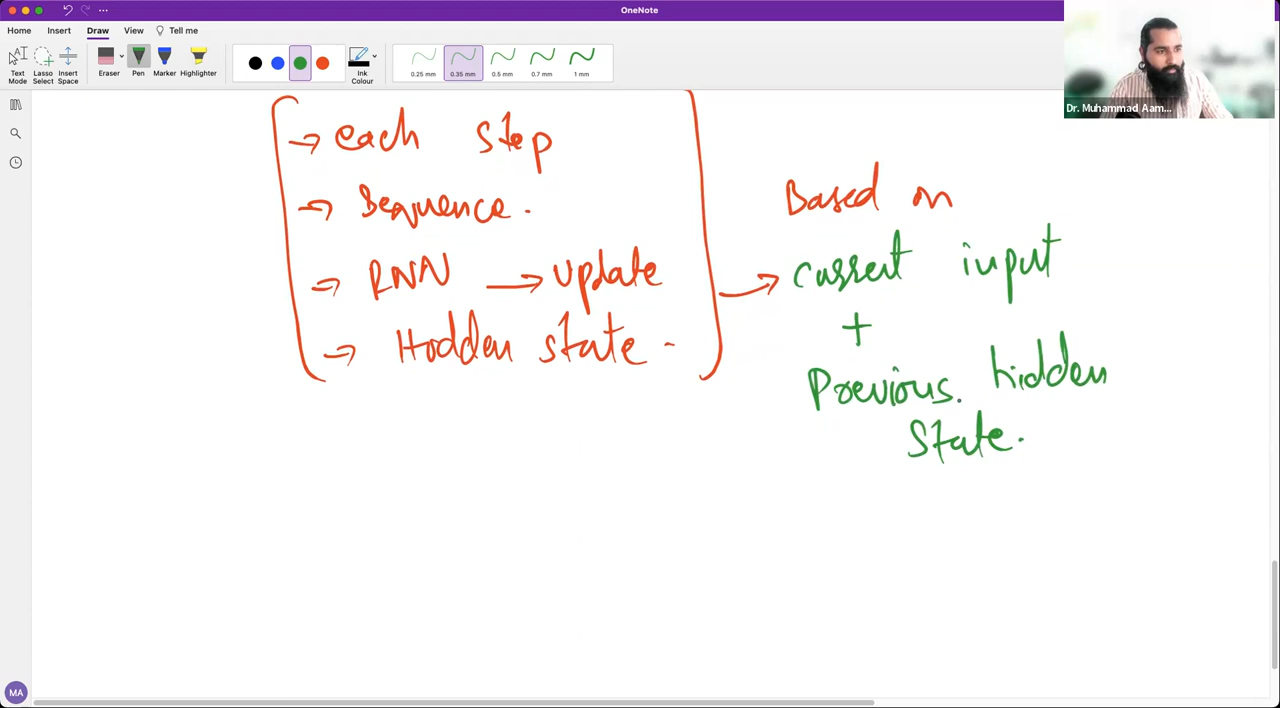 OneNote
Home Insert Draw View Tell me
Text Mode
Lasso Select
Insert Space
Eraser
Pen
Marker
Highlighter
Ink Colour
0.25 mm
0.35 mm
0.5 mm
0.7 mm
1 mm
Dr. Muhammad Aam...
→ each step
→ Sequence.
→ RNN → update
→ Hodden state -
→ Based on
current input
+
Previous. hidden
State.
MA